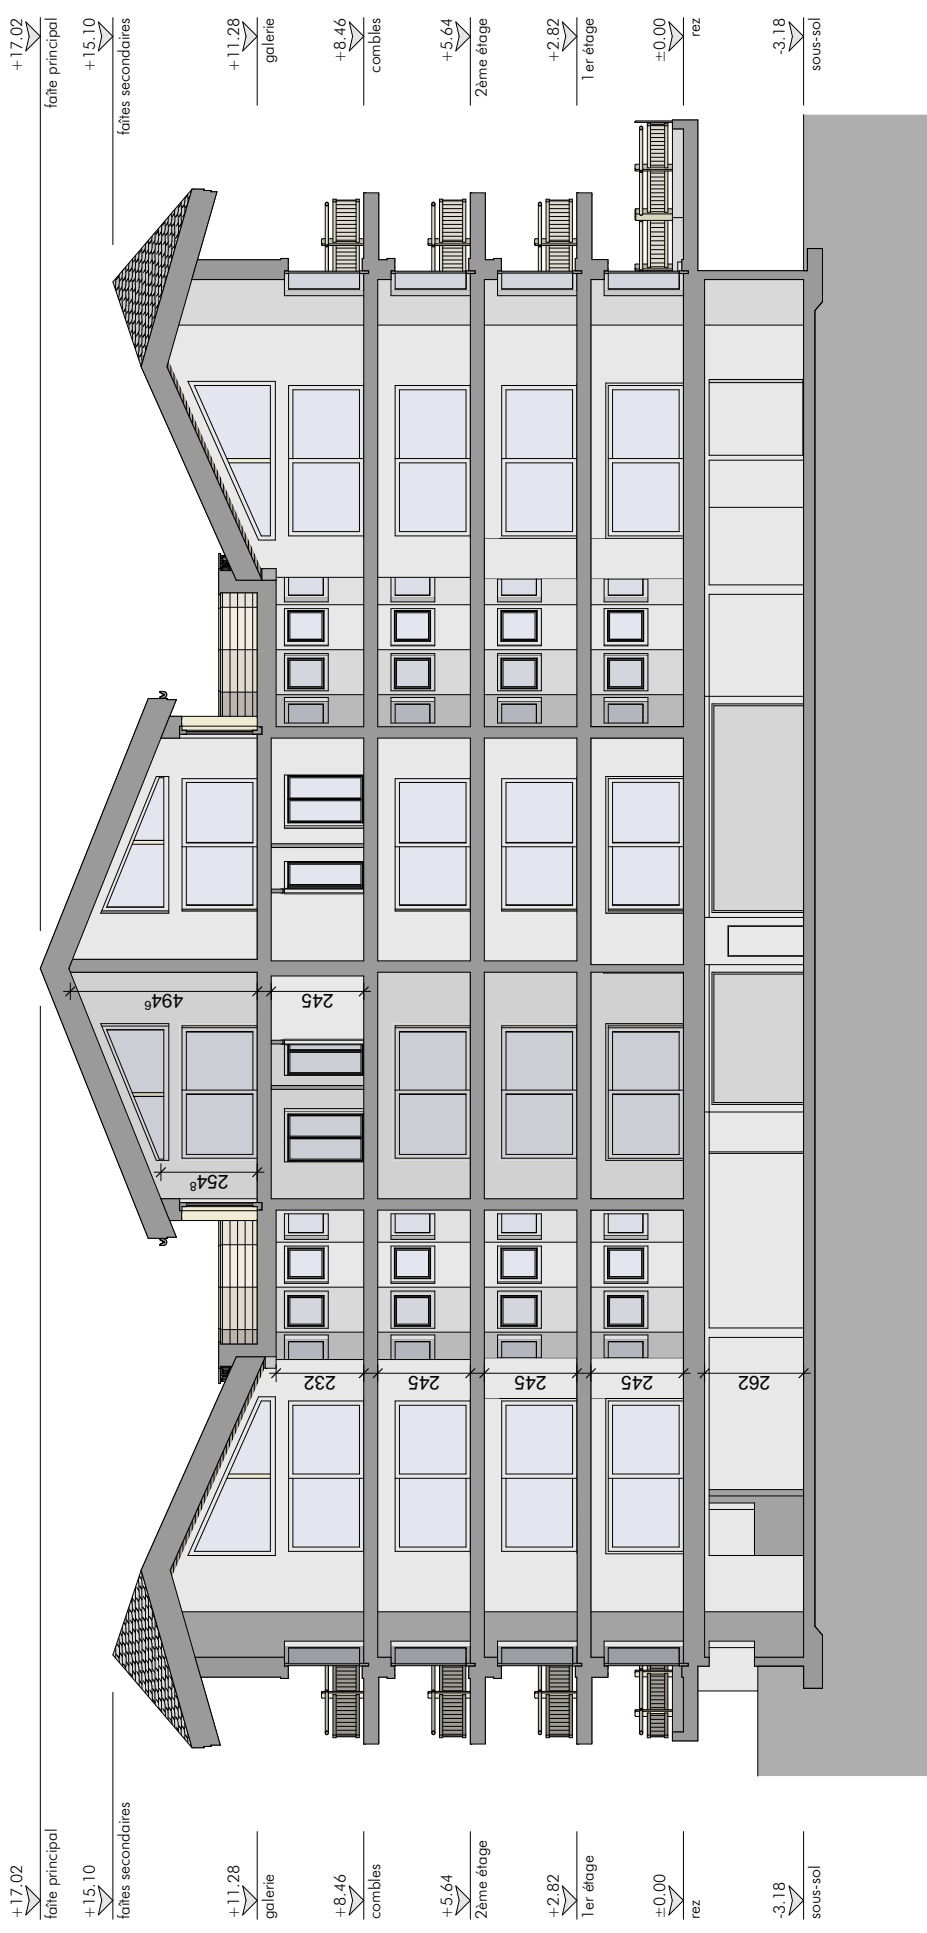 +17.02
faîte principal
+15.10
faîtes secondaires
+11.28
galerie
+8.46
combles
+5.64
2ème étage
+2.82
1er étage
±0.00
rez
-3.18
sous-sol
494⁶
245
254⁸
232
245
245
245
262
+17.02
faîte principal
+15.10
faîtes secondaires
+11.28
galerie
+8.46
combles
+5.64
2ème étage
+2.82
1er étage
±0.00
rez
-3.18
sous-sol